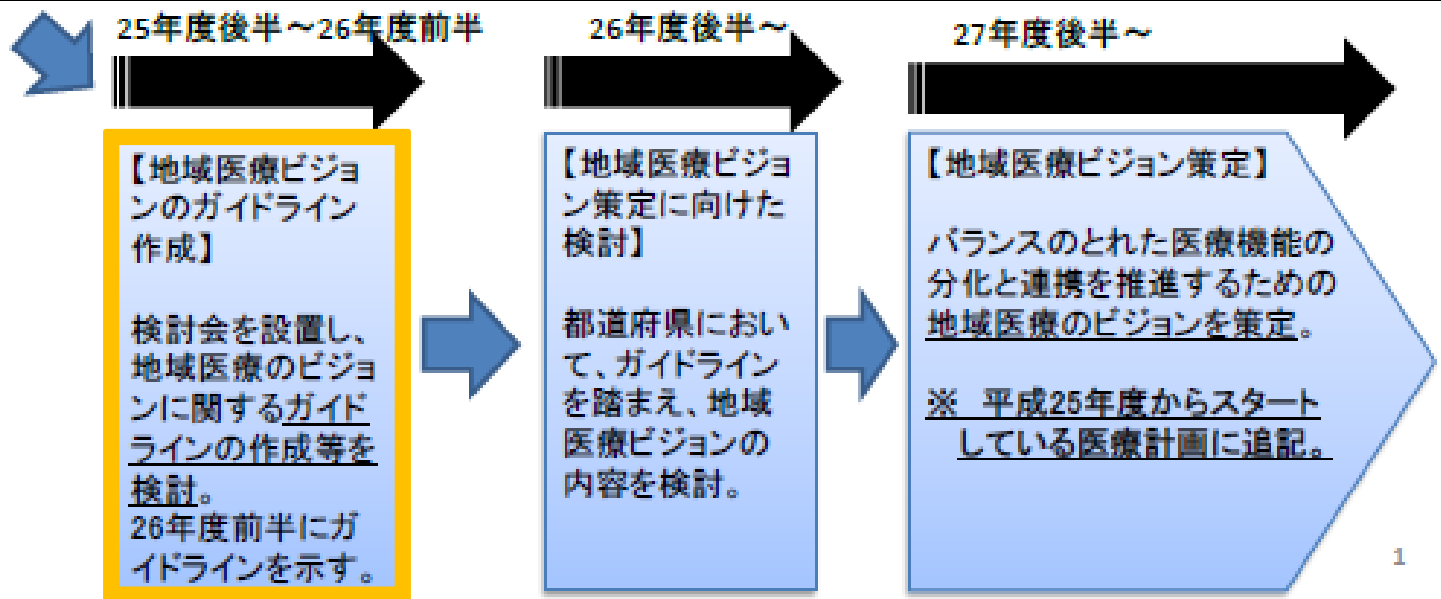 25年度後半～26年度前半
26年度後半～
27年度後半～
【地域医療ビジョ
ンのガイドライン
作成】
検討会を設置し、
地域医療のビジョ
ンに関するガイド
ラインの作成等を
検討。
26年度前半にガ
イドラインを示す。
【地域医療ビジョ
ン策定に向けた
検討】
都道府県におい
て、ガイドライン
を踏まえ、地域
医療ビジョンの
内容を検討。
【地域医療ビジョン策定】
バランスのとれた医療機能の
分化と連携を推進するための
地域医療のビジョンを策定。
※　平成25年度からスタート
している医療計画に追記。
1